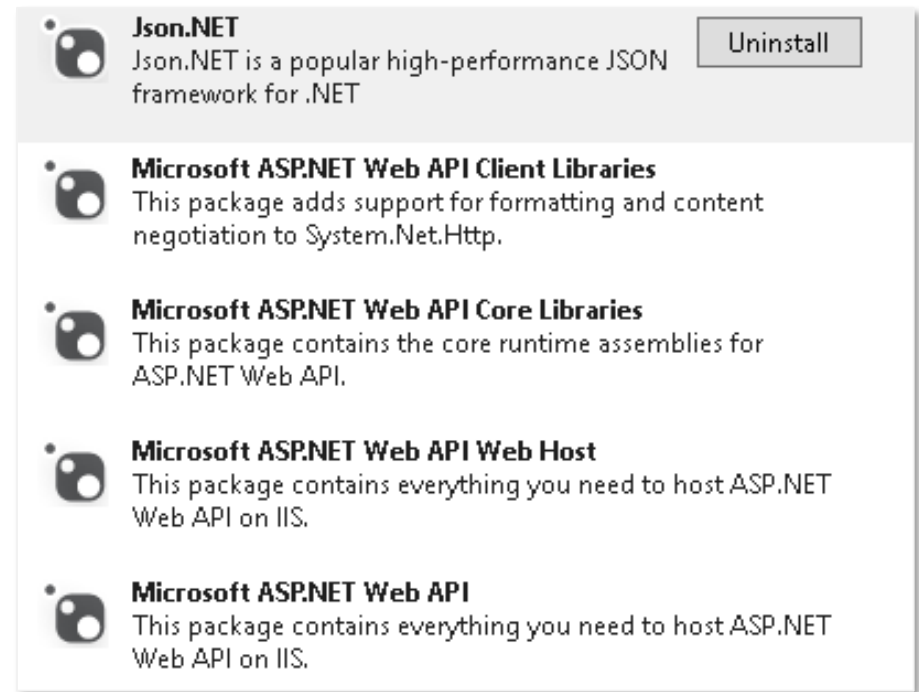 Json.NET
Uninstall
Json.NET is a popular high-performance JSON
framework for .NET
Microsoft ASP.NET Web API Client Libraries
This package adds support for formatting and content
negotiation to System.Net.Http.
Microsoft ASP.NET Web API Core Libraries
This package contains the core runtime assemblies for
ASP.NET Web API.
Microsoft ASP.NET Web API Web Host
This package contains everything you need to host ASP.NET
Web API on IIS.
Microsoft ASP.NET Web API
This package contains everything you need to host ASP.NET
Web API on IIS.